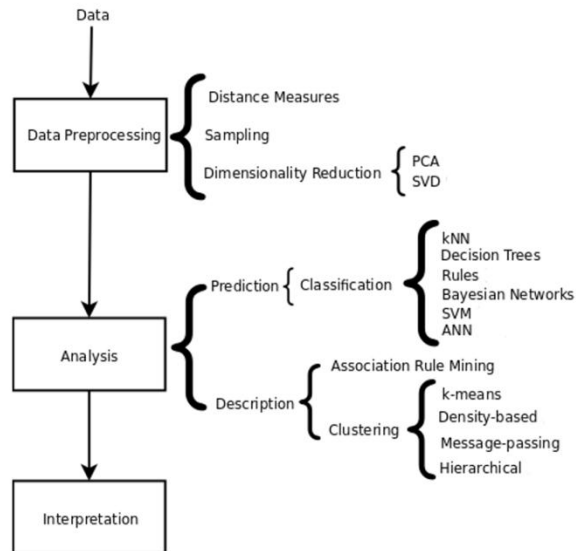 Data
Data Preprocessing
Distance Measures
Sampling
Dimensionality Reduction
PCA
SVD
Analysis
Prediction
Classification
kNN
Decision Trees
Rules
Bayesian Networks
SVM
ANN
Description
Association Rule Mining
Clustering
k-means
Density-based
Message-passing
Hierarchical
Interpretation